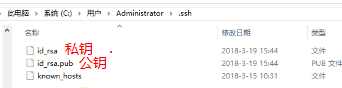 此电脑 › 系统 (C:) › 用户 › Administrator › .ssh
名称 修改日期 类型
id_rsa 私钥 . 2018-3-19 15:44 文件
id_rsa.pub 公钥 2018-3-19 15:44 PUB 文件
known_hosts 2018-3-19 10:31 文件